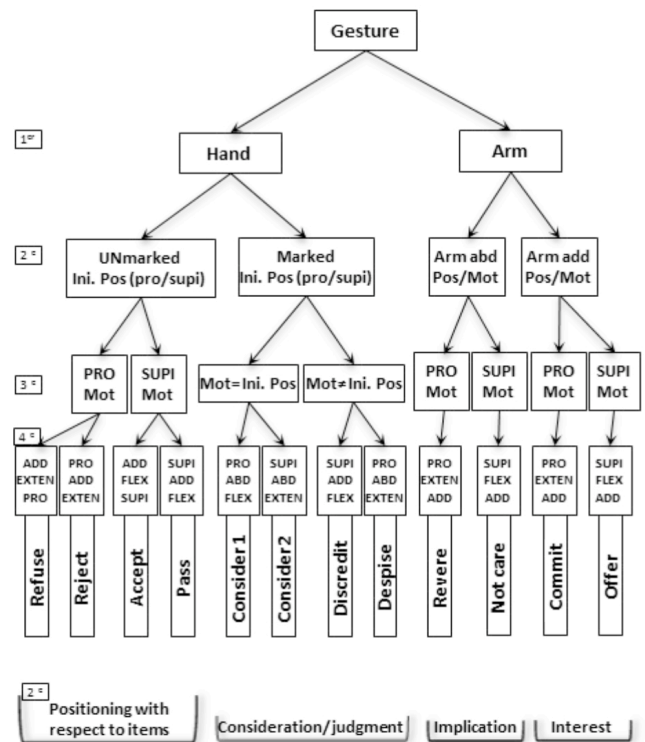 Gesture
1er
Hand
Arm
2 e
UNmarked
Ini. Pos (pro/supi)
Marked
Ini. Pos (pro/supi)
Arm abd
Pos/Mot
Arm add
Pos/Mot
3 e
PRO
Mot
SUPI
Mot
Mot=Ini. Pos
Mot≠Ini. Pos
PRO
Mot
SUPI
Mot
PRO
Mot
SUPI
Mot
4 e
ADD
EXTEN
PRO
PRO
ADD
EXTEN
ADD
FLEX
SUPI
SUPI
ADD
FLEX
PRO
ABD
FLEX
SUPI
ABD
EXTEN
SUPI
ADD
FLEX
PRO
ABD
EXTEN
PRO
EXTEN
ADD
SUPI
FLEX
ADD
PRO
EXTEN
ADD
SUPI
FLEX
ADD
Refuse
Reject
Accept
Pass
Consider1
Consider2
Discredit
Despise
Revere
Not care
Commit
Offer
2 e
Positioning with
respect to items
Consideration/judgment
Implication
Interest